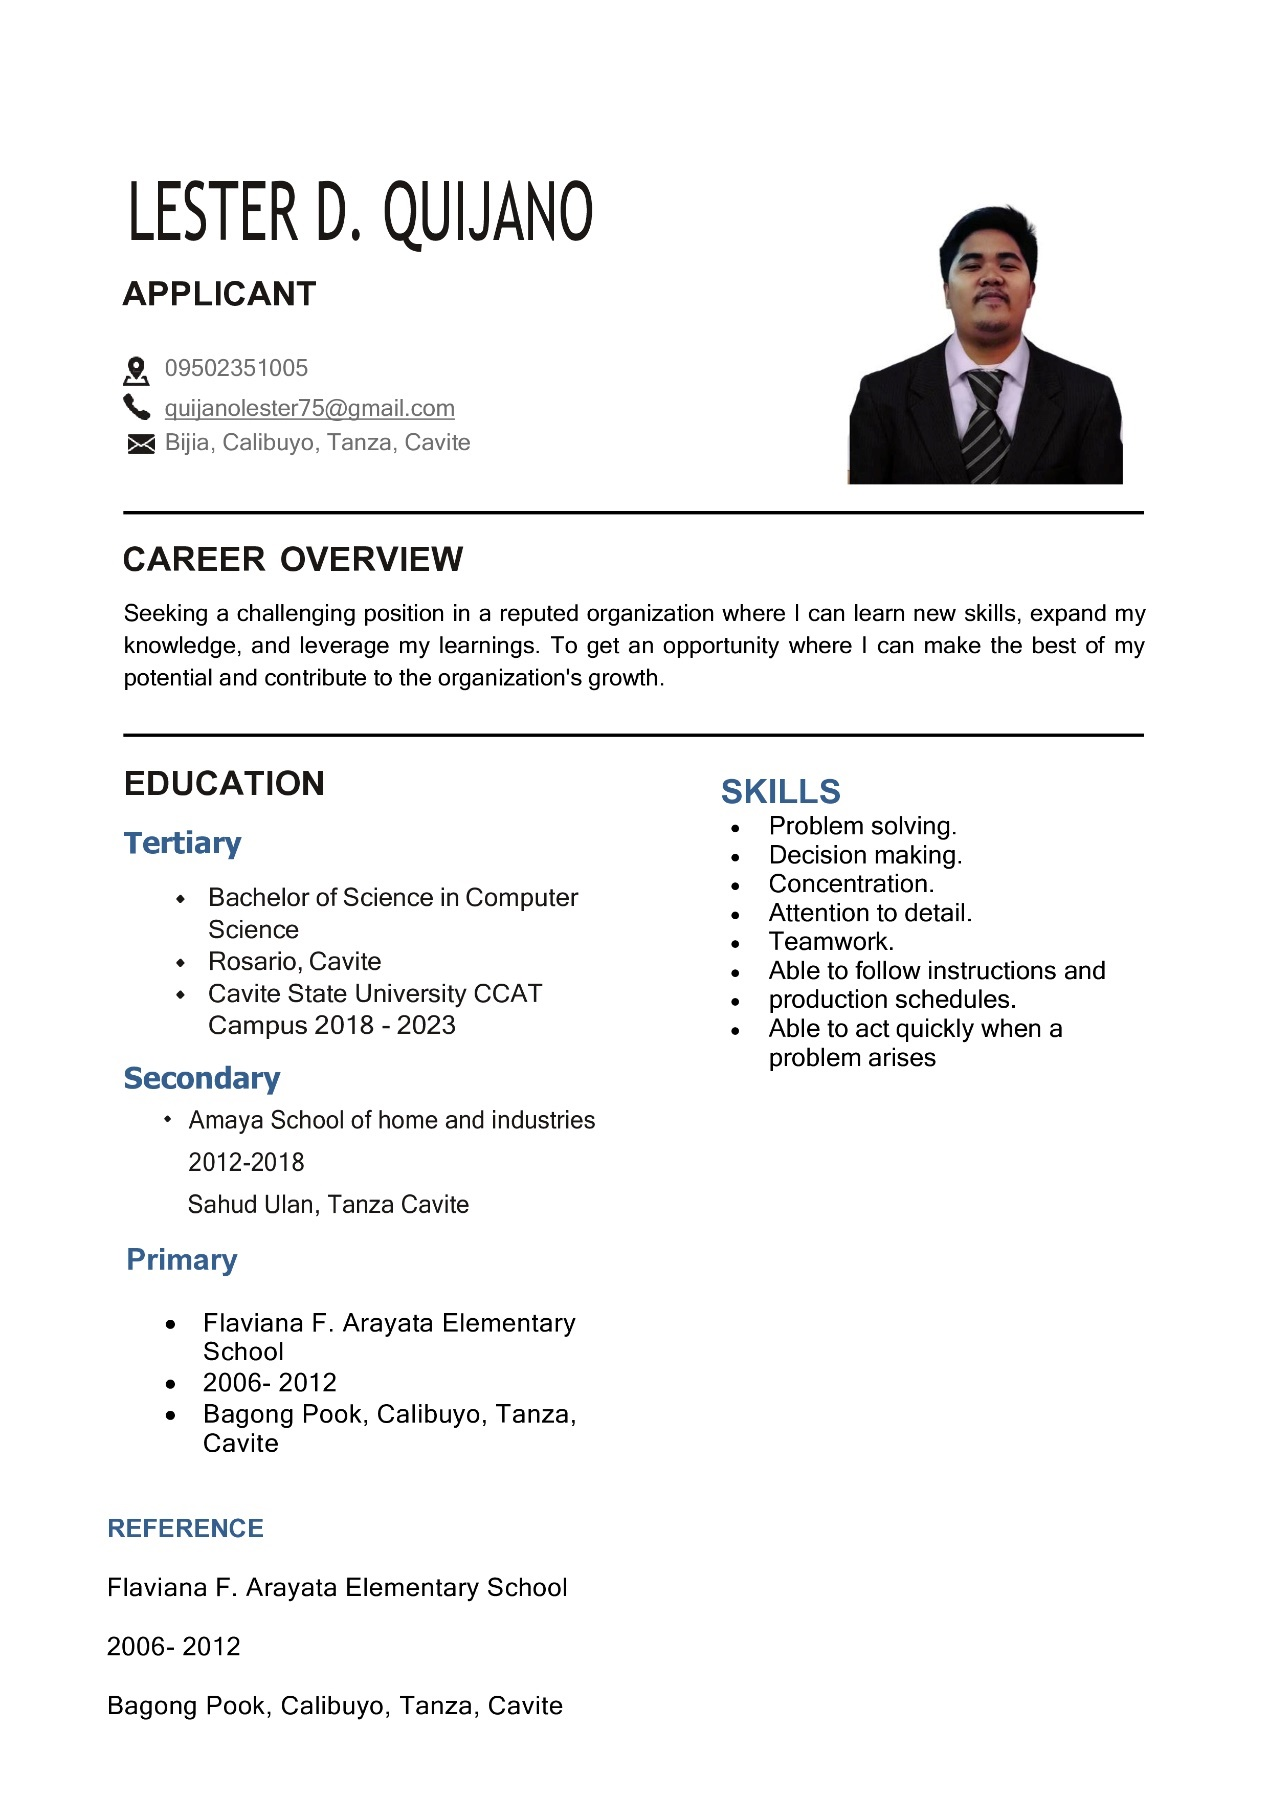 LESTER D. QUIJANO
APPLICANT
09502351005
quijanolester75@gmail.com
Bijia, Calibuyo, Tanza, Cavite
CAREER OVERVIEW
Seeking a challenging position in a reputed organization where I can learn new skills, expand my
knowledge, and leverage my learnings. To get an opportunity where I can make the best of my
potential and contribute to the organization's growth.
EDUCATION
Tertiary
• Bachelor of Science in Computer
Science
• Rosario, Cavite
• Cavite State University CCAT
Campus 2018 - 2023
Secondary
• Amaya School of home and industries
2012-2018
Sahud Ulan, Tanza Cavite
Primary
• Flaviana F. Arayata Elementary
School
• 2006- 2012
• Bagong Pook, Calibuyo, Tanza,
Cavite
SKILLS
• Problem solving.
• Decision making.
• Concentration.
• Attention to detail.
• Teamwork.
• Able to follow instructions and
• production schedules.
• Able to act quickly when a
problem arises
REFERENCE
Flaviana F. Arayata Elementary School
2006- 2012
Bagong Pook, Calibuyo, Tanza, Cavite